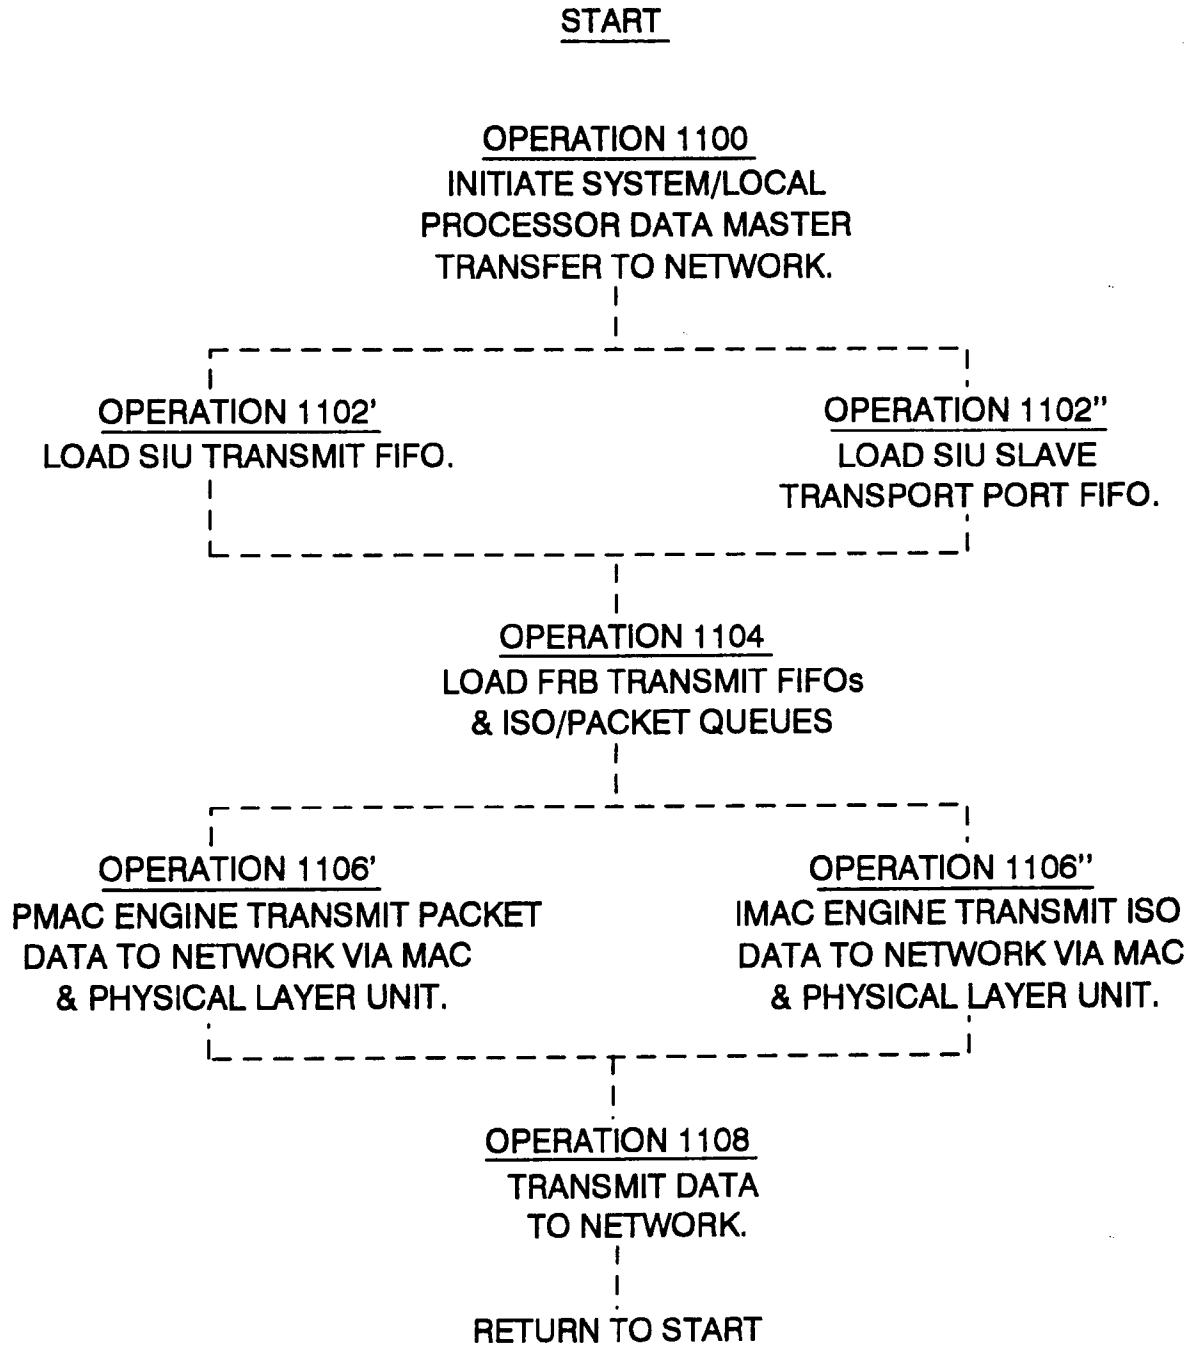 START
OPERATION 1100
INITIATE SYSTEM/LOCAL
PROCESSOR DATA MASTER
TRANSFER TO NETWORK.
OPERATION 1102'
LOAD SIU TRANSMIT FIFO.
OPERATION 1102''
LOAD SIU SLAVE
TRANSPORT PORT FIFO.
OPERATION 1104
LOAD FRB TRANSMIT FIFOs
& ISO/PACKET QUEUES
OPERATION 1106'
PMAC ENGINE TRANSMIT PACKET
DATA TO NETWORK VIA MAC
& PHYSICAL LAYER UNIT.
OPERATION 1106''
IMAC ENGINE TRANSMIT ISO
DATA TO NETWORK VIA MAC
& PHYSICAL LAYER UNIT.
OPERATION 1108
TRANSMIT DATA
TO NETWORK.
RETURN TO START